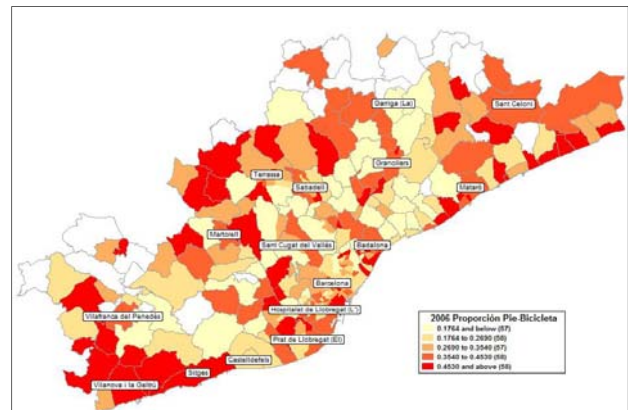 Garriga (La)
Sant Celoni
Granollers
Terrassa
Sabadell
Mataró
Martorell
Sant Cugat del Vallés
Badalona
Barcelona
Vilafranca del Penedès
Hospitalet de Llobregat (L')
Prat de Llobregat (El)
Castelldefels
Sitges
Vilanova i la Geltrú
2006 Proporción Pie-Bicicleta
0.1764 and below (57)
0.1764 to 0.2690 (58)
0.2690 to 0.3540 (57)
0.3540 to 0.4530 (58)
0.4530 and above (58)